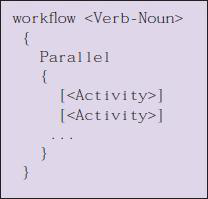 workflow <Verb-Noun>
{
Parallel
{
[<Activity>]
[<Activity>]
...
}
}